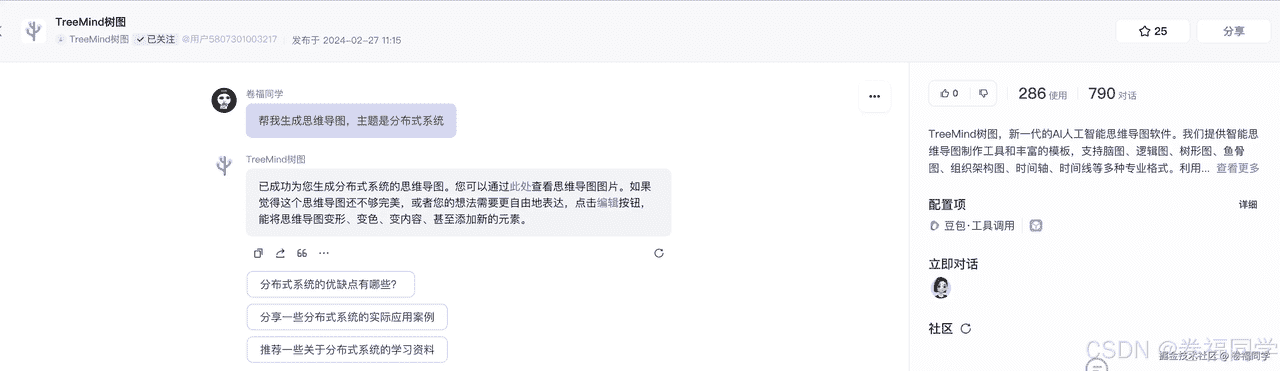 TreeMind树图
TreeMind树图 已关注 @用户5807301003217 发布于 2024-02-27 11:15
25
分享
卷福同学
帮我生成思维导图，主题是分布式系统
TreeMind树图
已成功为您生成分布式系统的思维导图。您可以通过此处查看思维导图图片。如果
觉得这个思维导图还不够完美，或者您的想法需要更自由地表达，点击编辑按钮，
能将思维导图变形、变色、变内容、甚至添加新的元素。
分布式系统的优缺点有哪些?
分享一些分布式系统的实际应用案例
推荐一些关于分布式系统的学习资料
0
286 使用
790 对话
TreeMind树图，新一代的AI人工智能思维导图软件。我们提供智能思
维导图制作工具和丰富的模板，支持脑图、逻辑图、树形图、鱼骨
图、组织架构图、时间轴、时间线等多种专业格式。利用... 查看更多
配置项
详细
豆包·工具调用
立即对话
社区
CSDN @卷福同学
掘金技术社区 @ 卷福同学